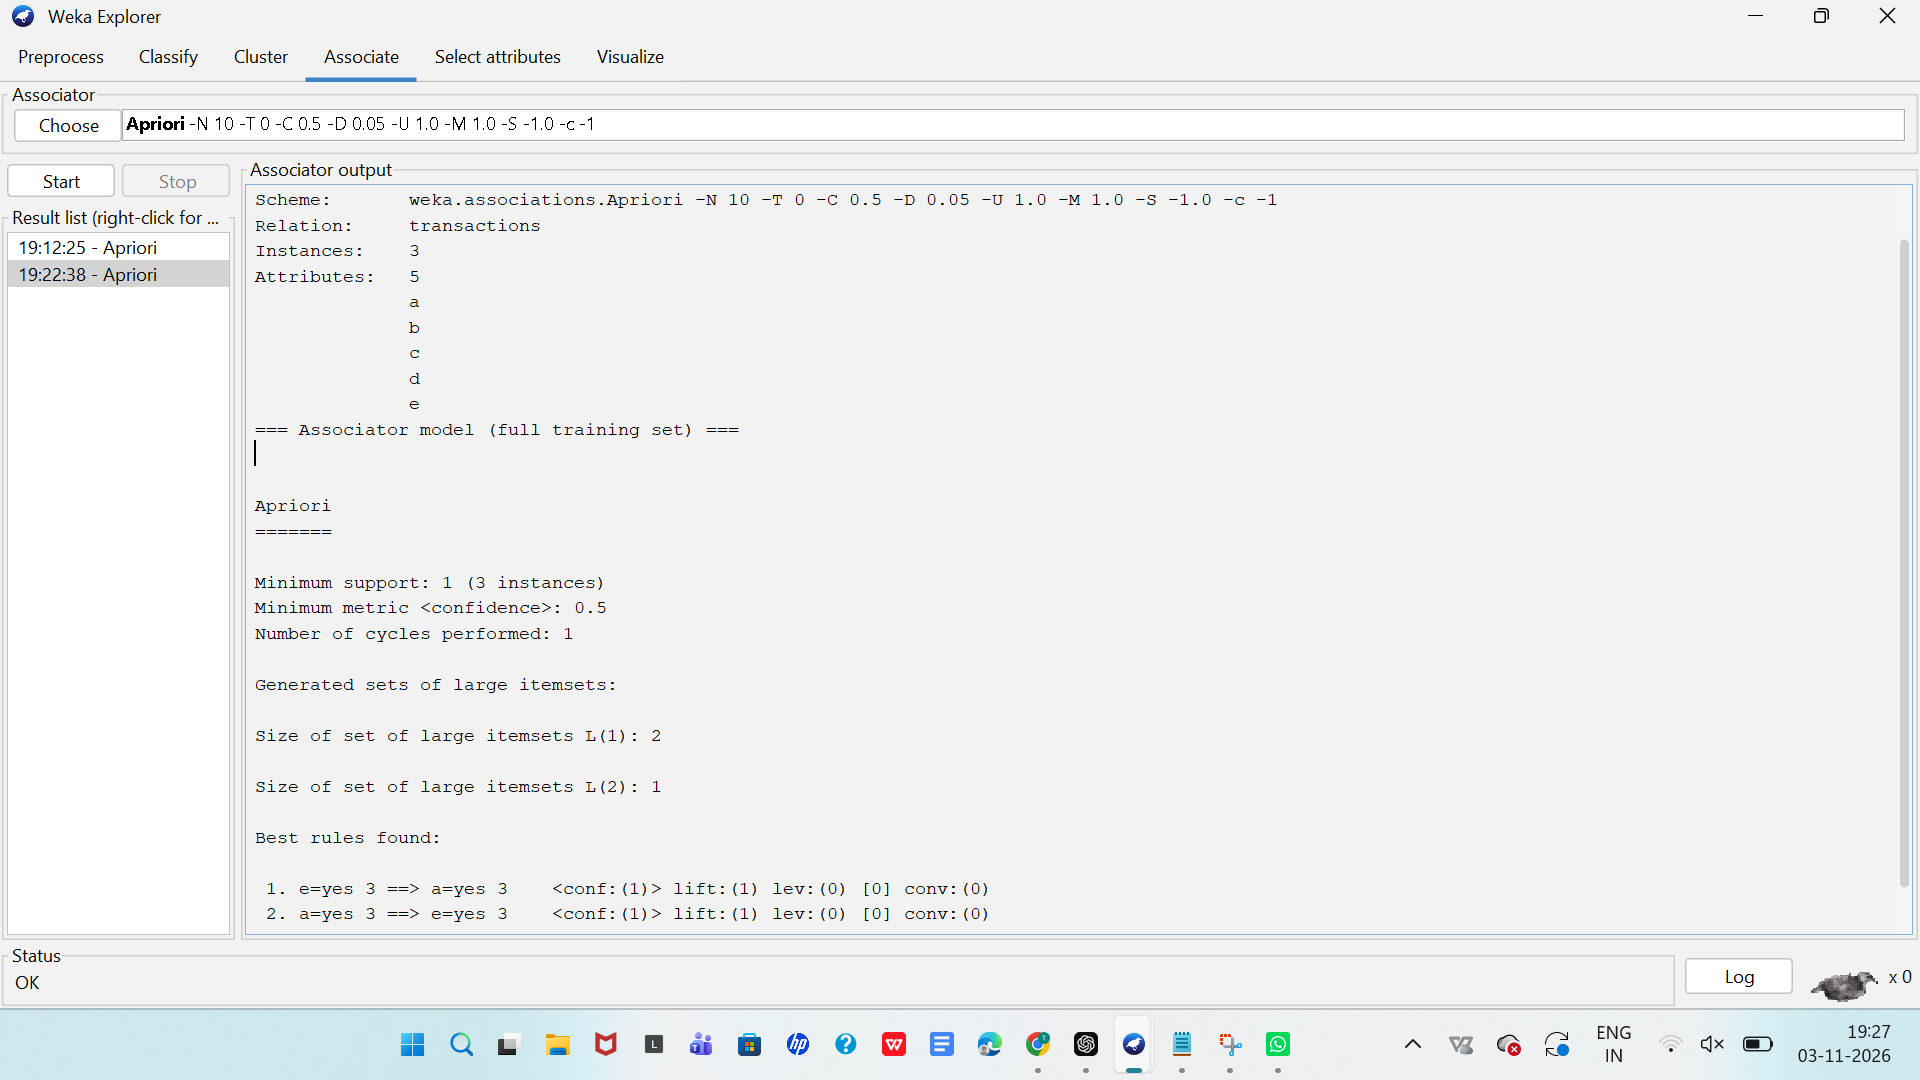 Weka Explorer
Preprocess Classify Cluster Associate Select attributes Visualize
Associator
Choose Apriori -N 10 -T 0 -C 0.5 -D 0.05 -U 1.0 -M 1.0 -S -1.0 -c -1
Start Stop
Result list (right-click for ...
19:12:25 - Apriori
19:22:38 - Apriori
Associator output
Scheme: weka.associations.Apriori -N 10 -T 0 -C 0.5 -D 0.05 -U 1.0 -M 1.0 -S -1.0 -c -1
Relation: transactions
Instances: 3
Attributes: 5
a
b
c
d
e
=== Associator model (full training set) ===
Apriori
=======
Minimum support: 1 (3 instances)
Minimum metric <confidence>: 0.5
Number of cycles performed: 1
Generated sets of large itemsets:
Size of set of large itemsets L(1): 2
Size of set of large itemsets L(2): 1
Best rules found:
1. e=yes 3 ==> a=yes 3 <conf:(1)> lift:(1) lev:(0) [0] conv:(0)
2. a=yes 3 ==> e=yes 3 <conf:(1)> lift:(1) lev:(0) [0] conv:(0)
Status
OK
Log x 0
L
T
hp
?
W
T
ENG
IN
19:27
03-11-2026